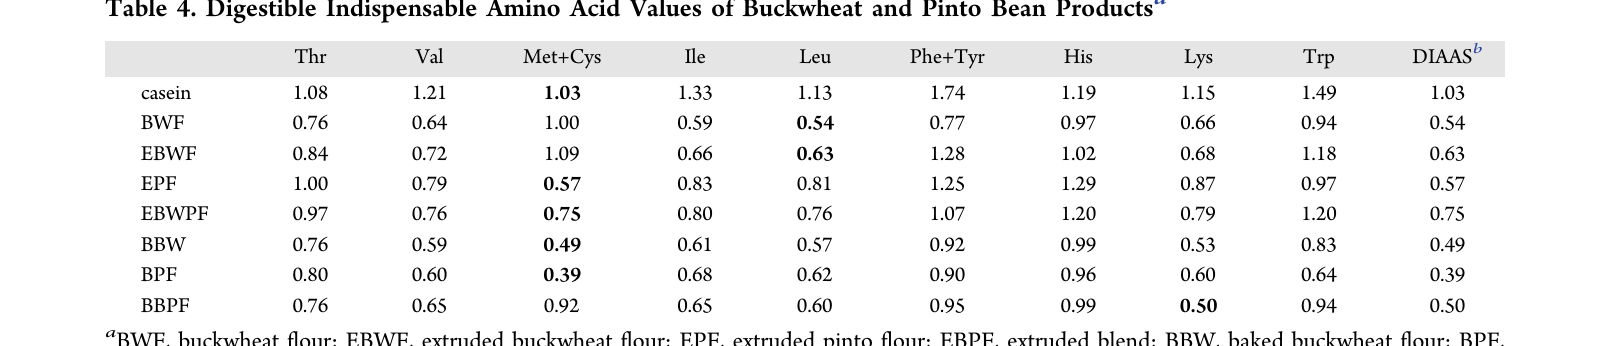 Table 4. Digestible Indispensable Amino Acid Values of Buckwheat and Pinto Bean Productsa
Thr Val Met+Cys Ile Leu Phe+Tyr His Lys Trp DIAASb
casein 1.08 1.21 1.03 1.33 1.13 1.74 1.19 1.15 1.49 1.03
BWF 0.76 0.64 1.00 0.59 0.54 0.77 0.97 0.66 0.94 0.54
EBWF 0.84 0.72 1.09 0.66 0.63 1.28 1.02 0.68 1.18 0.63
EPF 1.00 0.79 0.57 0.83 0.81 1.25 1.29 0.87 0.97 0.57
EBWPF 0.97 0.76 0.75 0.80 0.76 1.07 1.20 0.79 1.20 0.75
BBW 0.76 0.59 0.49 0.61 0.57 0.92 0.99 0.53 0.83 0.49
BPF 0.80 0.60 0.39 0.68 0.62 0.90 0.96 0.60 0.64 0.39
BBPF 0.76 0.65 0.92 0.65 0.60 0.95 0.99 0.50 0.94 0.50
aBWF, buckwheat flour; EBWF, extruded buckwheat flour; EPF, extruded pinto flour; EBPF, extruded blend; BBW, baked buckwheat flour; BPF,